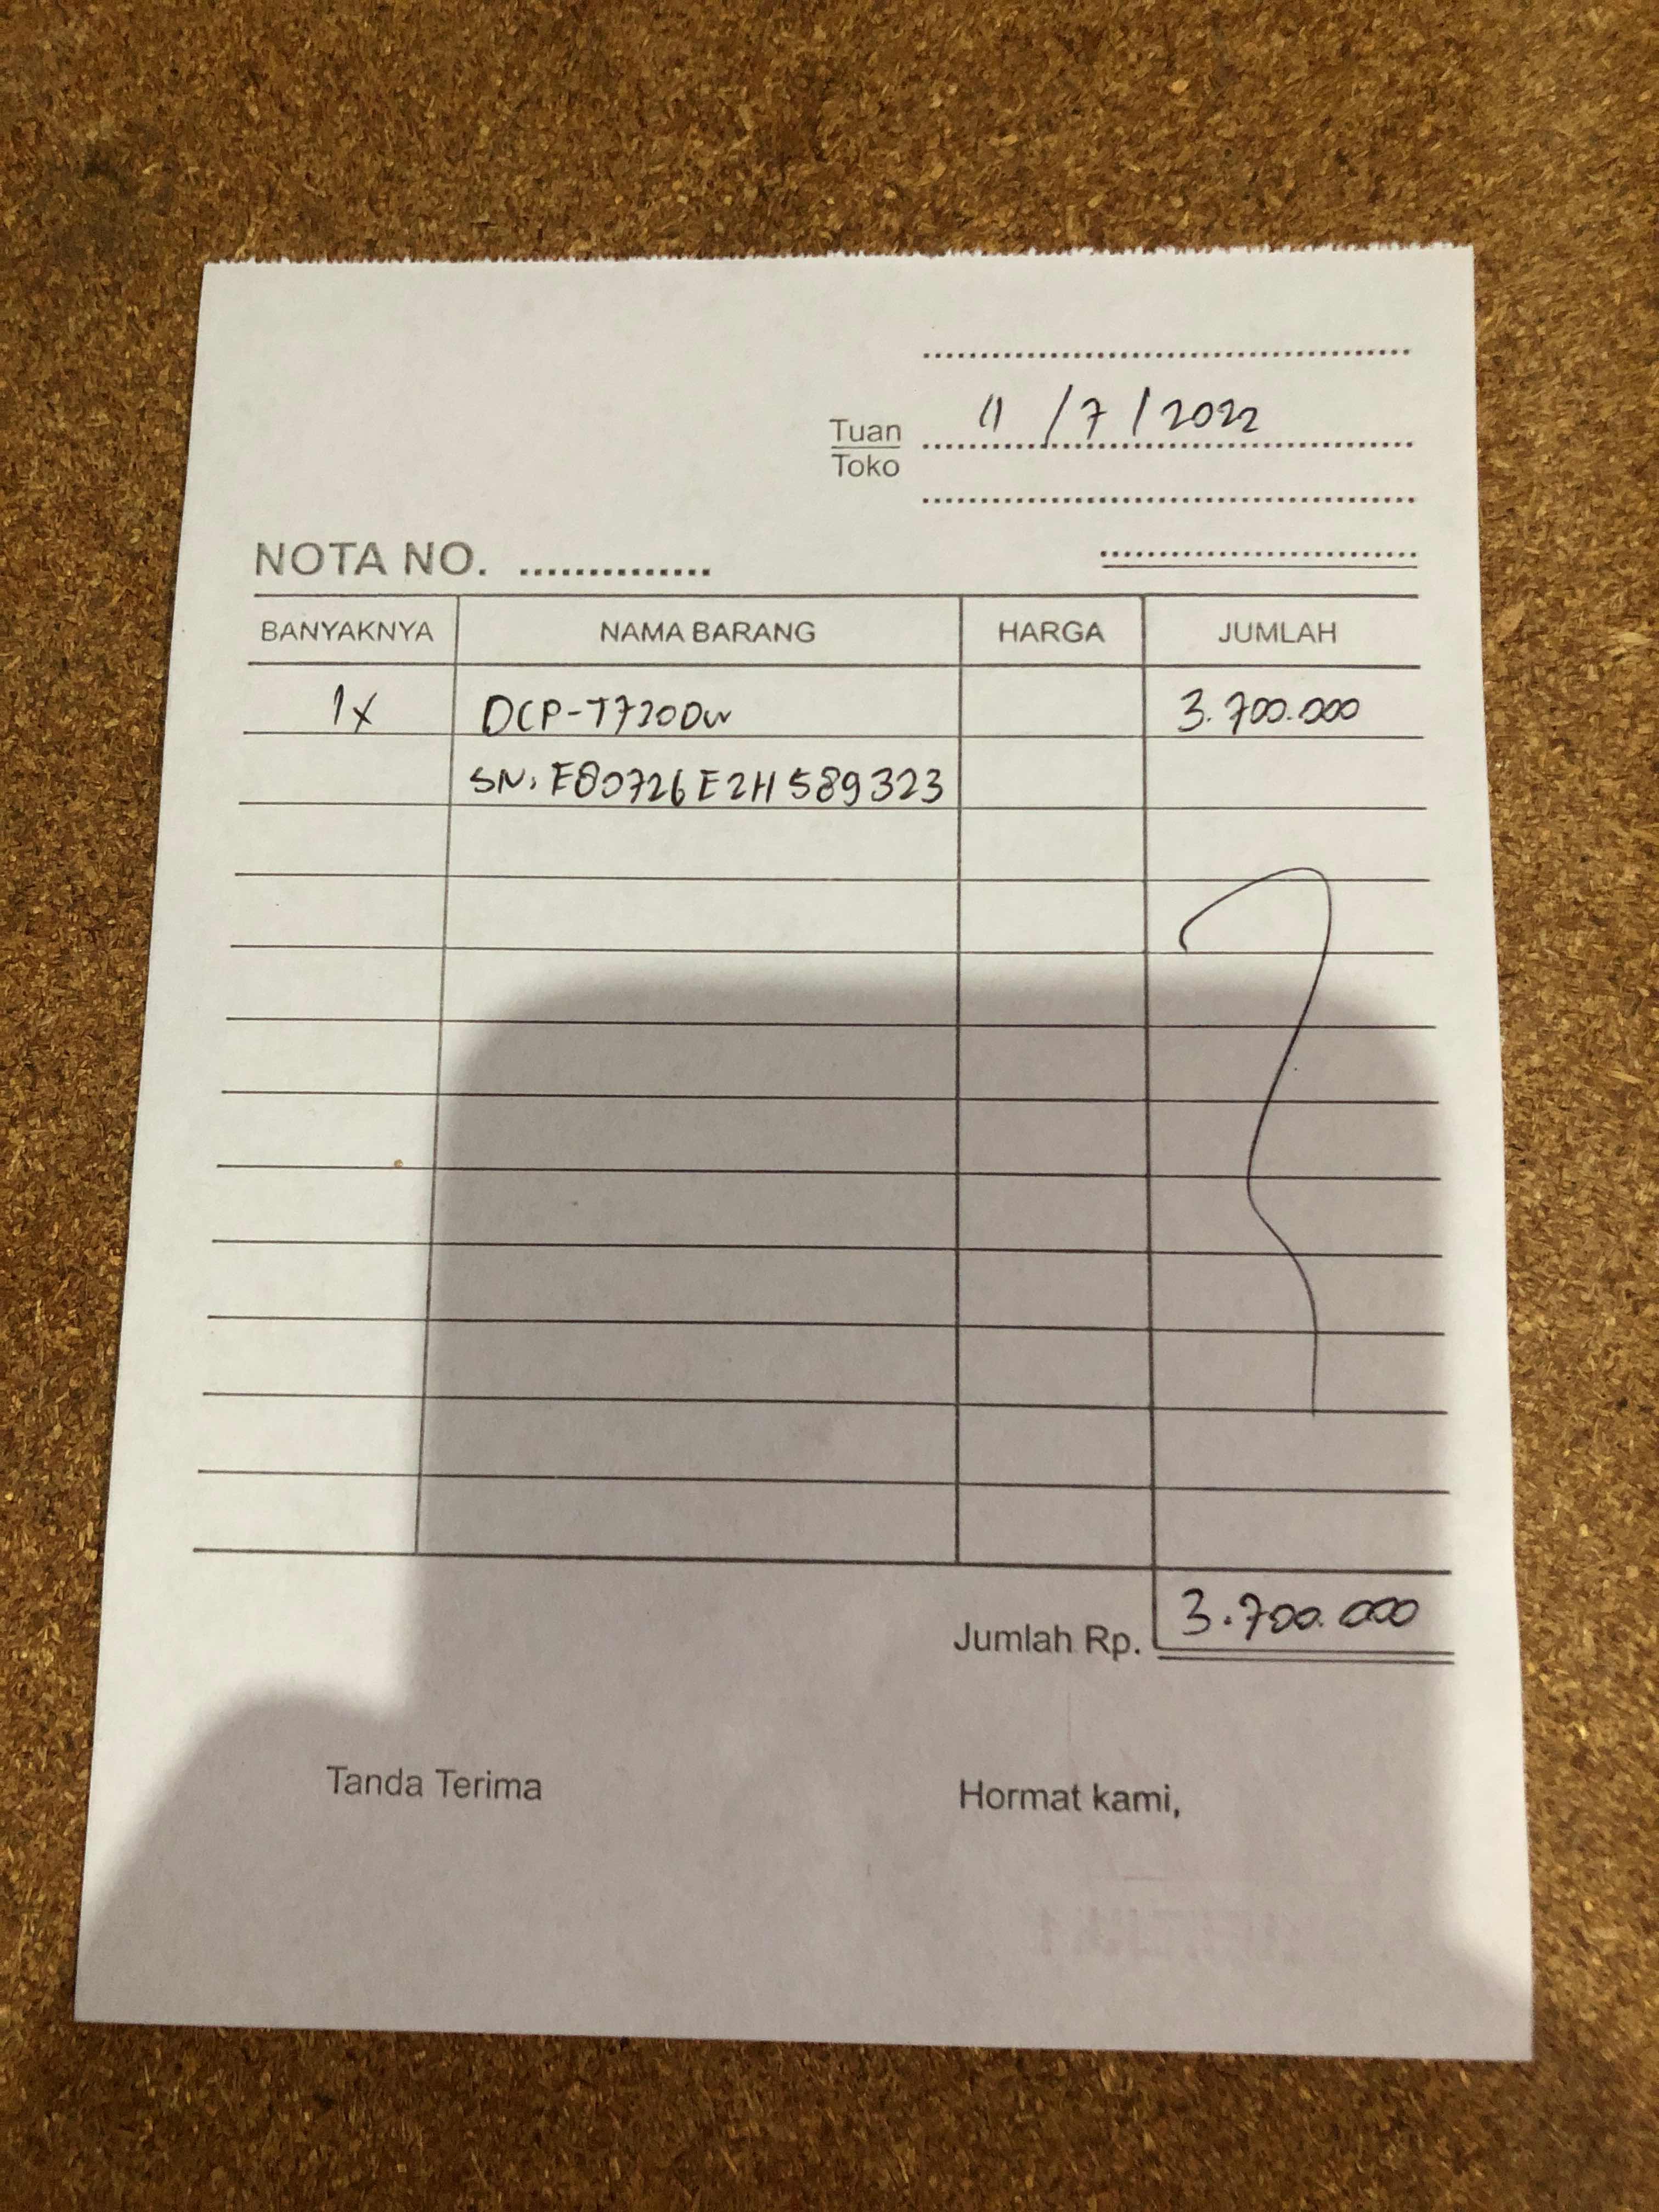 11/7/2022
Tuan
Toko
NOTA NO. ..............
BANYAKNYA NAMA BARANG HARGA JUMLAH
1x DCP-T720DW 3.700.000
SN: E80726E2H589323
Jumlah Rp. 3.700.000
Tanda Terima Hormat kami,